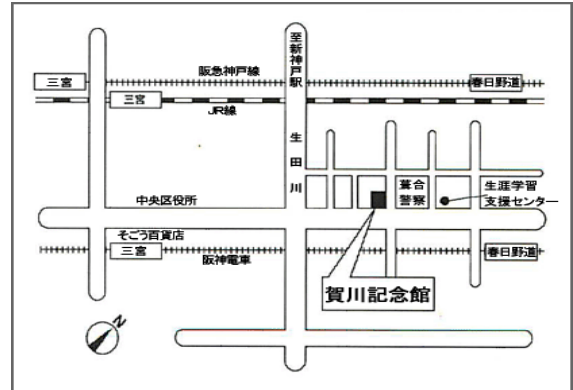 至新神戸駅
阪急神戸線
三宮
春日野道
三宮
JR線
生田川
中央区役所
葺合
警察
生涯学習
支援センター
そごう百貨店
三宮
阪神電車
春日野道
賀川記念館
N